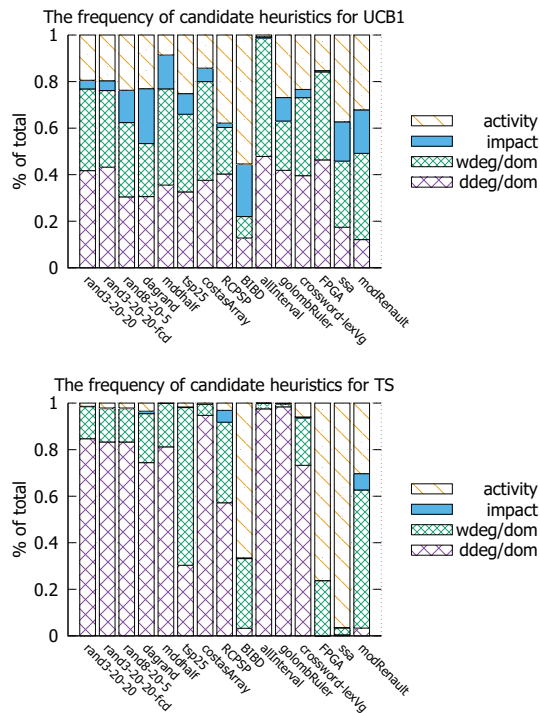 The frequency of candidate heuristics for UCB1
% of total
1
0.8
0.6
0.4
0.2
0
activity
impact
wdeg/dom
ddeg/dom
rand3-20-20
rand3-20-20-fcd
rand8-20-5
dagrand
mddhalf
tsp25
costasArray
RCPSP
BIBD
allInterval
golombRuler
crossword-lexVg
FPGA
ssa
modRenault
The frequency of candidate heuristics for TS
% of total
1
0.8
0.6
0.4
0.2
0
activity
impact
wdeg/dom
ddeg/dom
rand3-20-20
rand3-20-20-fcd
rand8-20-5
dagrand
mddhalf
tsp25
costasArray
RCPSP
BIBD
allInterval
golombRuler
crossword-lexVg
FPGA
ssa
modRenault